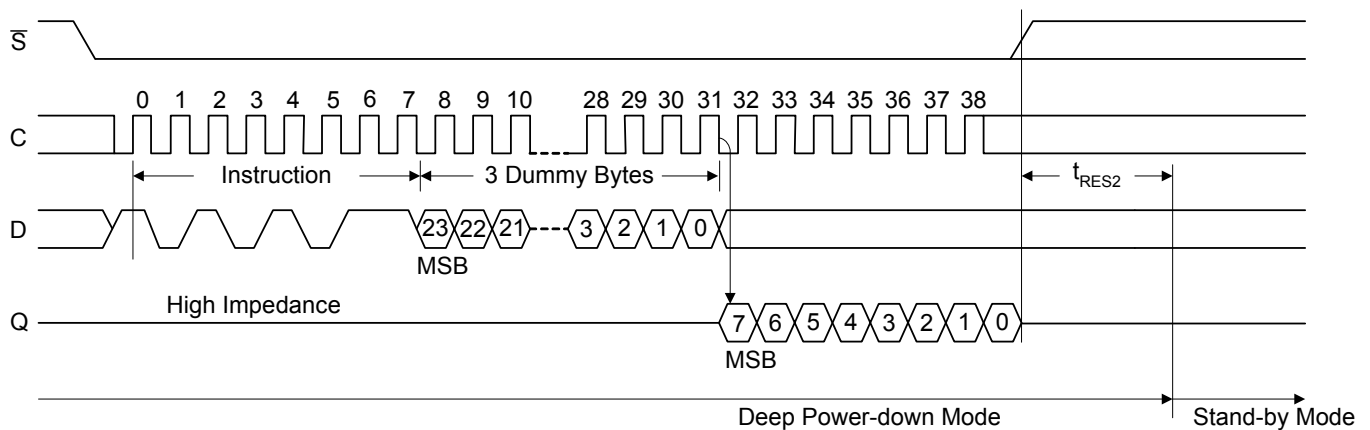 S
0 1 2 3 4 5 6 7 8 9 10 28 29 30 31 32 33 34 35 36 37 38
C
Instruction 3 Dummy Bytes tRES2
D 23 22 21 3 2 1 0
MSB
High Impedance
Q 7 6 5 4 3 2 1 0
MSB
Deep Power-down Mode Stand-by Mode